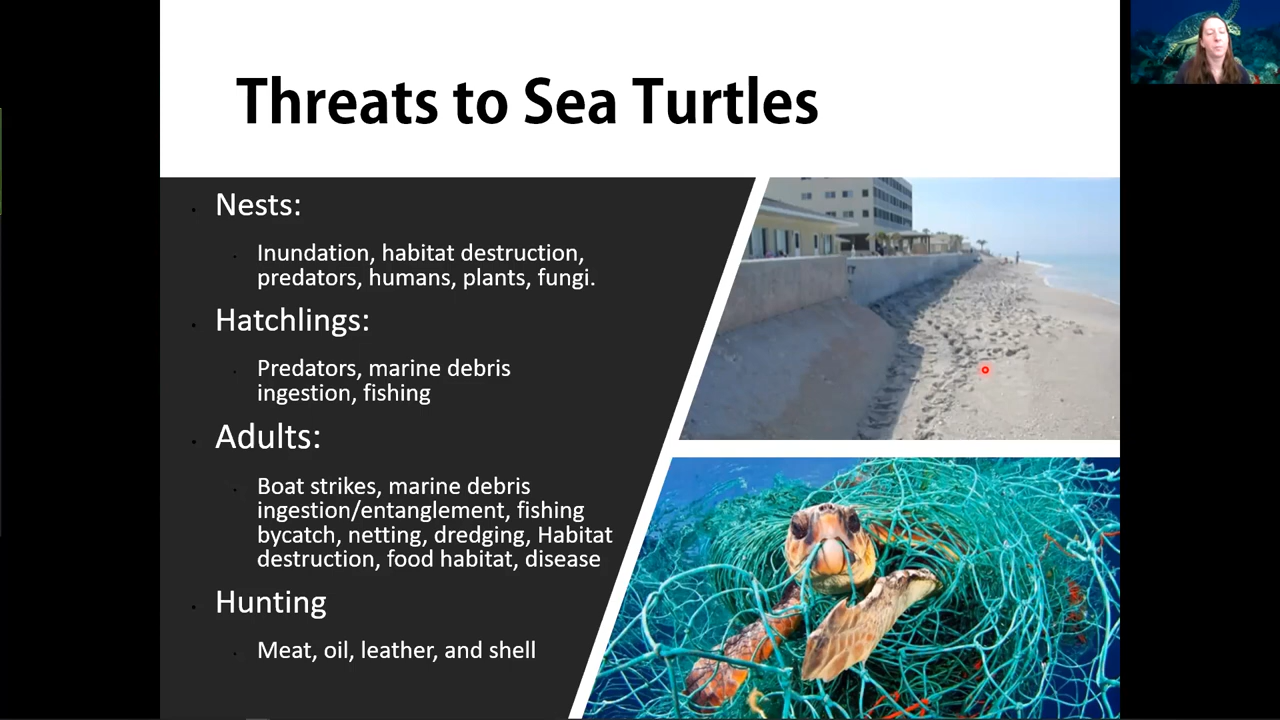 Threats to Sea Turtles
Nests:
Inundation, habitat destruction,
predators, humans, plants, fungi.
Hatchlings:
Predators, marine debris
ingestion, fishing
Adults:
Boat strikes, marine debris
ingestion/entanglement, fishing
bycatch, netting, dredging, Habitat
destruction, food habitat, disease
Hunting
Meat, oil, leather, and shell